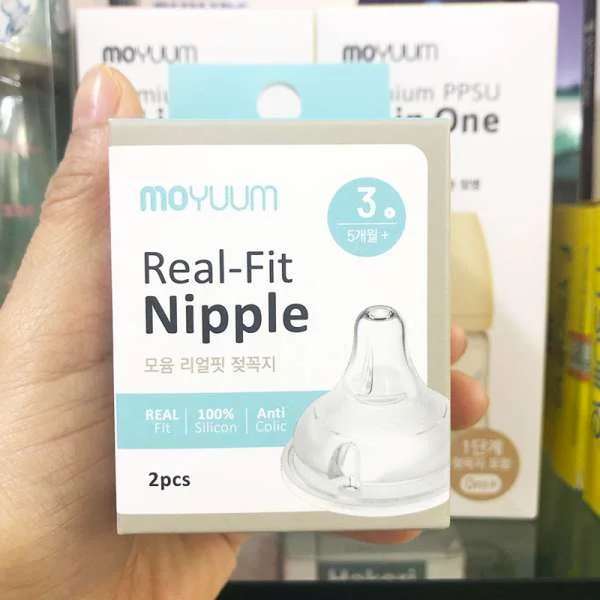 moyuum
moyuum
mium PPSU
in One
moyuum
3
5개월+
Real-Fit
Nipple
모윰 리얼핏 젖꼭지
REAL
Fit
100%
Silicon
Anti
Colic
2pcs
1단계